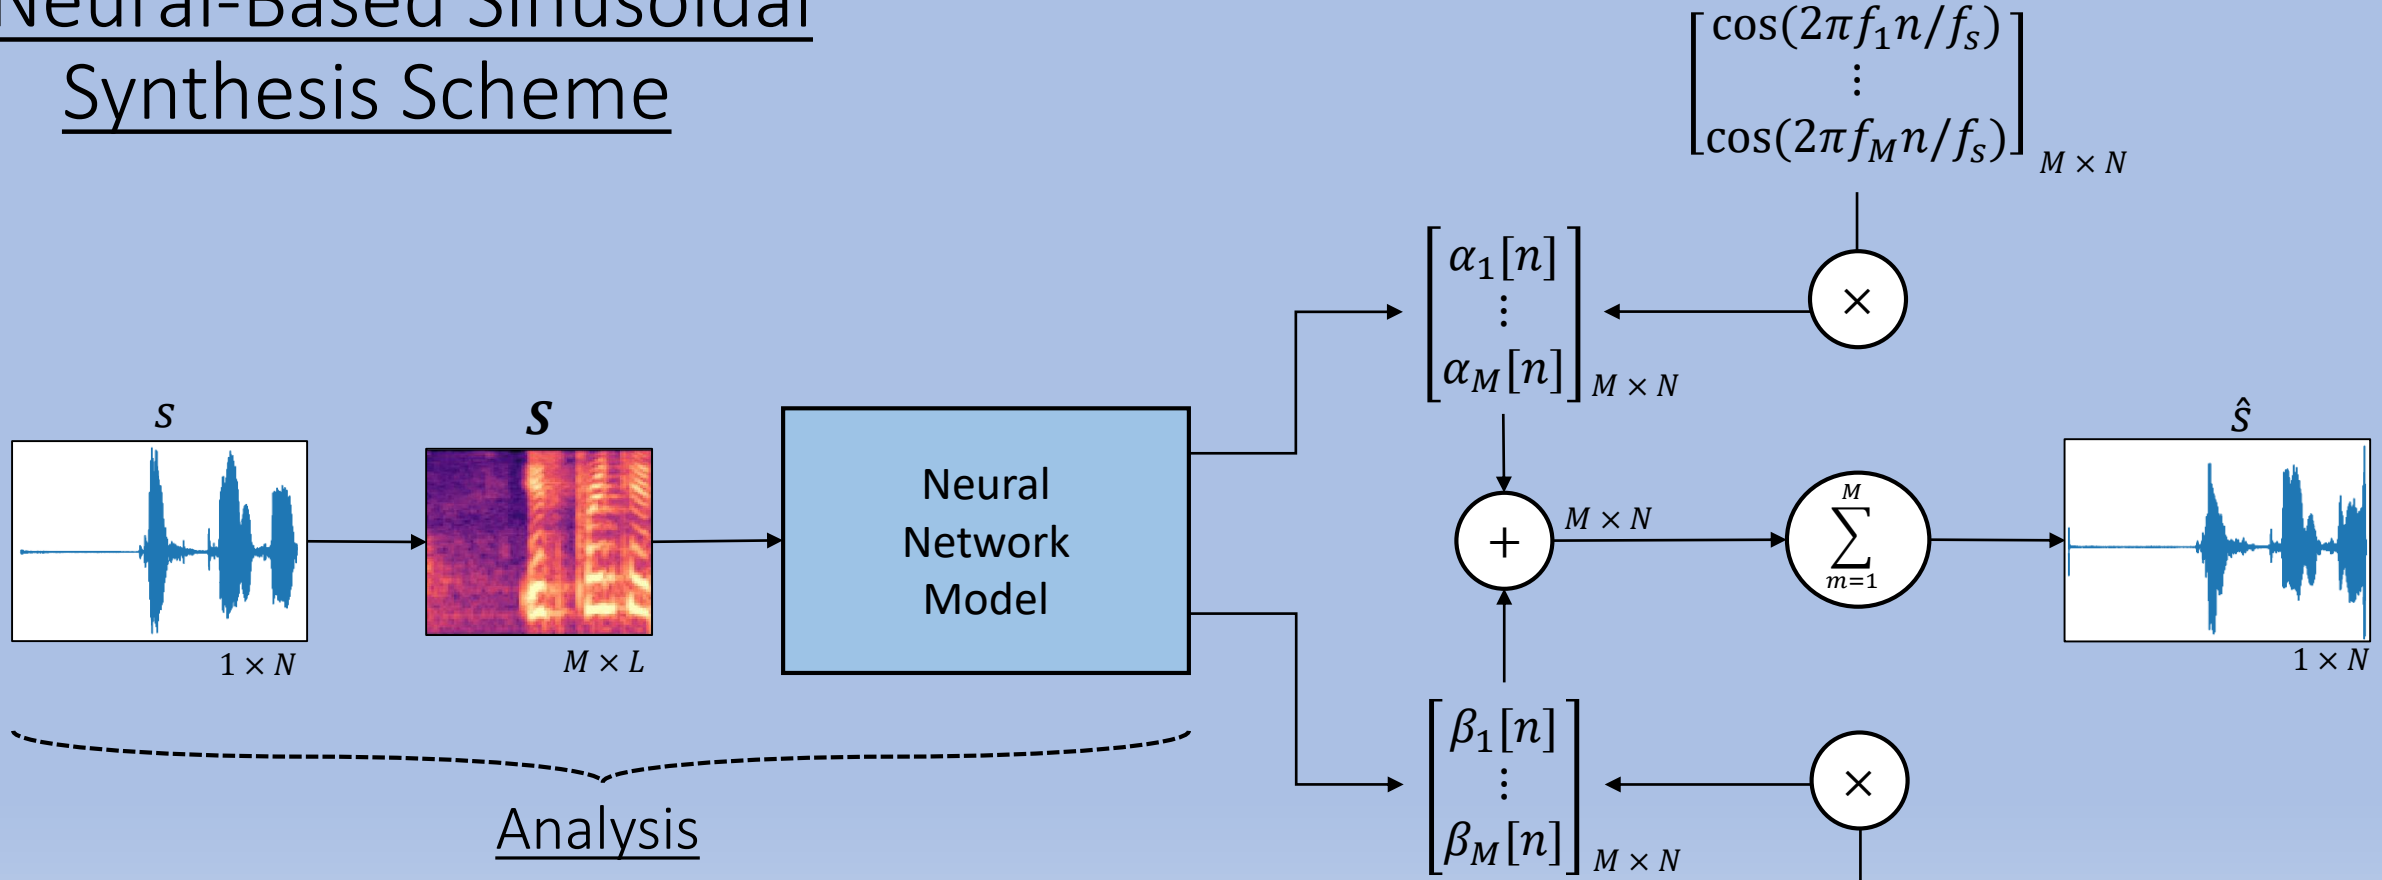 Neural-Based Sinusoidal
Synthesis Scheme
cos(2πf₁n/fₛ)
⋮
cos(2πf_M n/fₛ)
M × N
α₁[n]
⋮
α_M[n]
M × N
×
s
1 × N
S
M × L
Neural
Network
Model
+
M × N
M
∑
m=1
ŝ
1 × N
β₁[n]
⋮
β_M[n]
M × N
×
Analysis